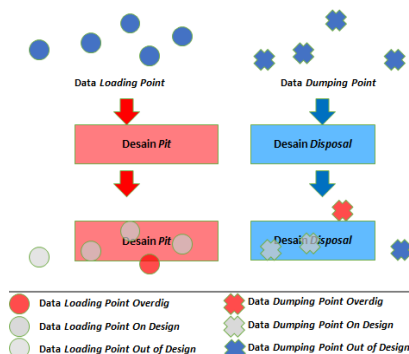 Data Loading Point
Data Dumping Point
Desain Pit
Desain Disposal
Desain Pit
Desain Disposal
Data Loading Point Overdig
Data Dumping Point Overdig
Data Loading Point On Design
Data Dumping Point On Design
Data Loading Point Out of Design
Data Dumping Point Out of Design